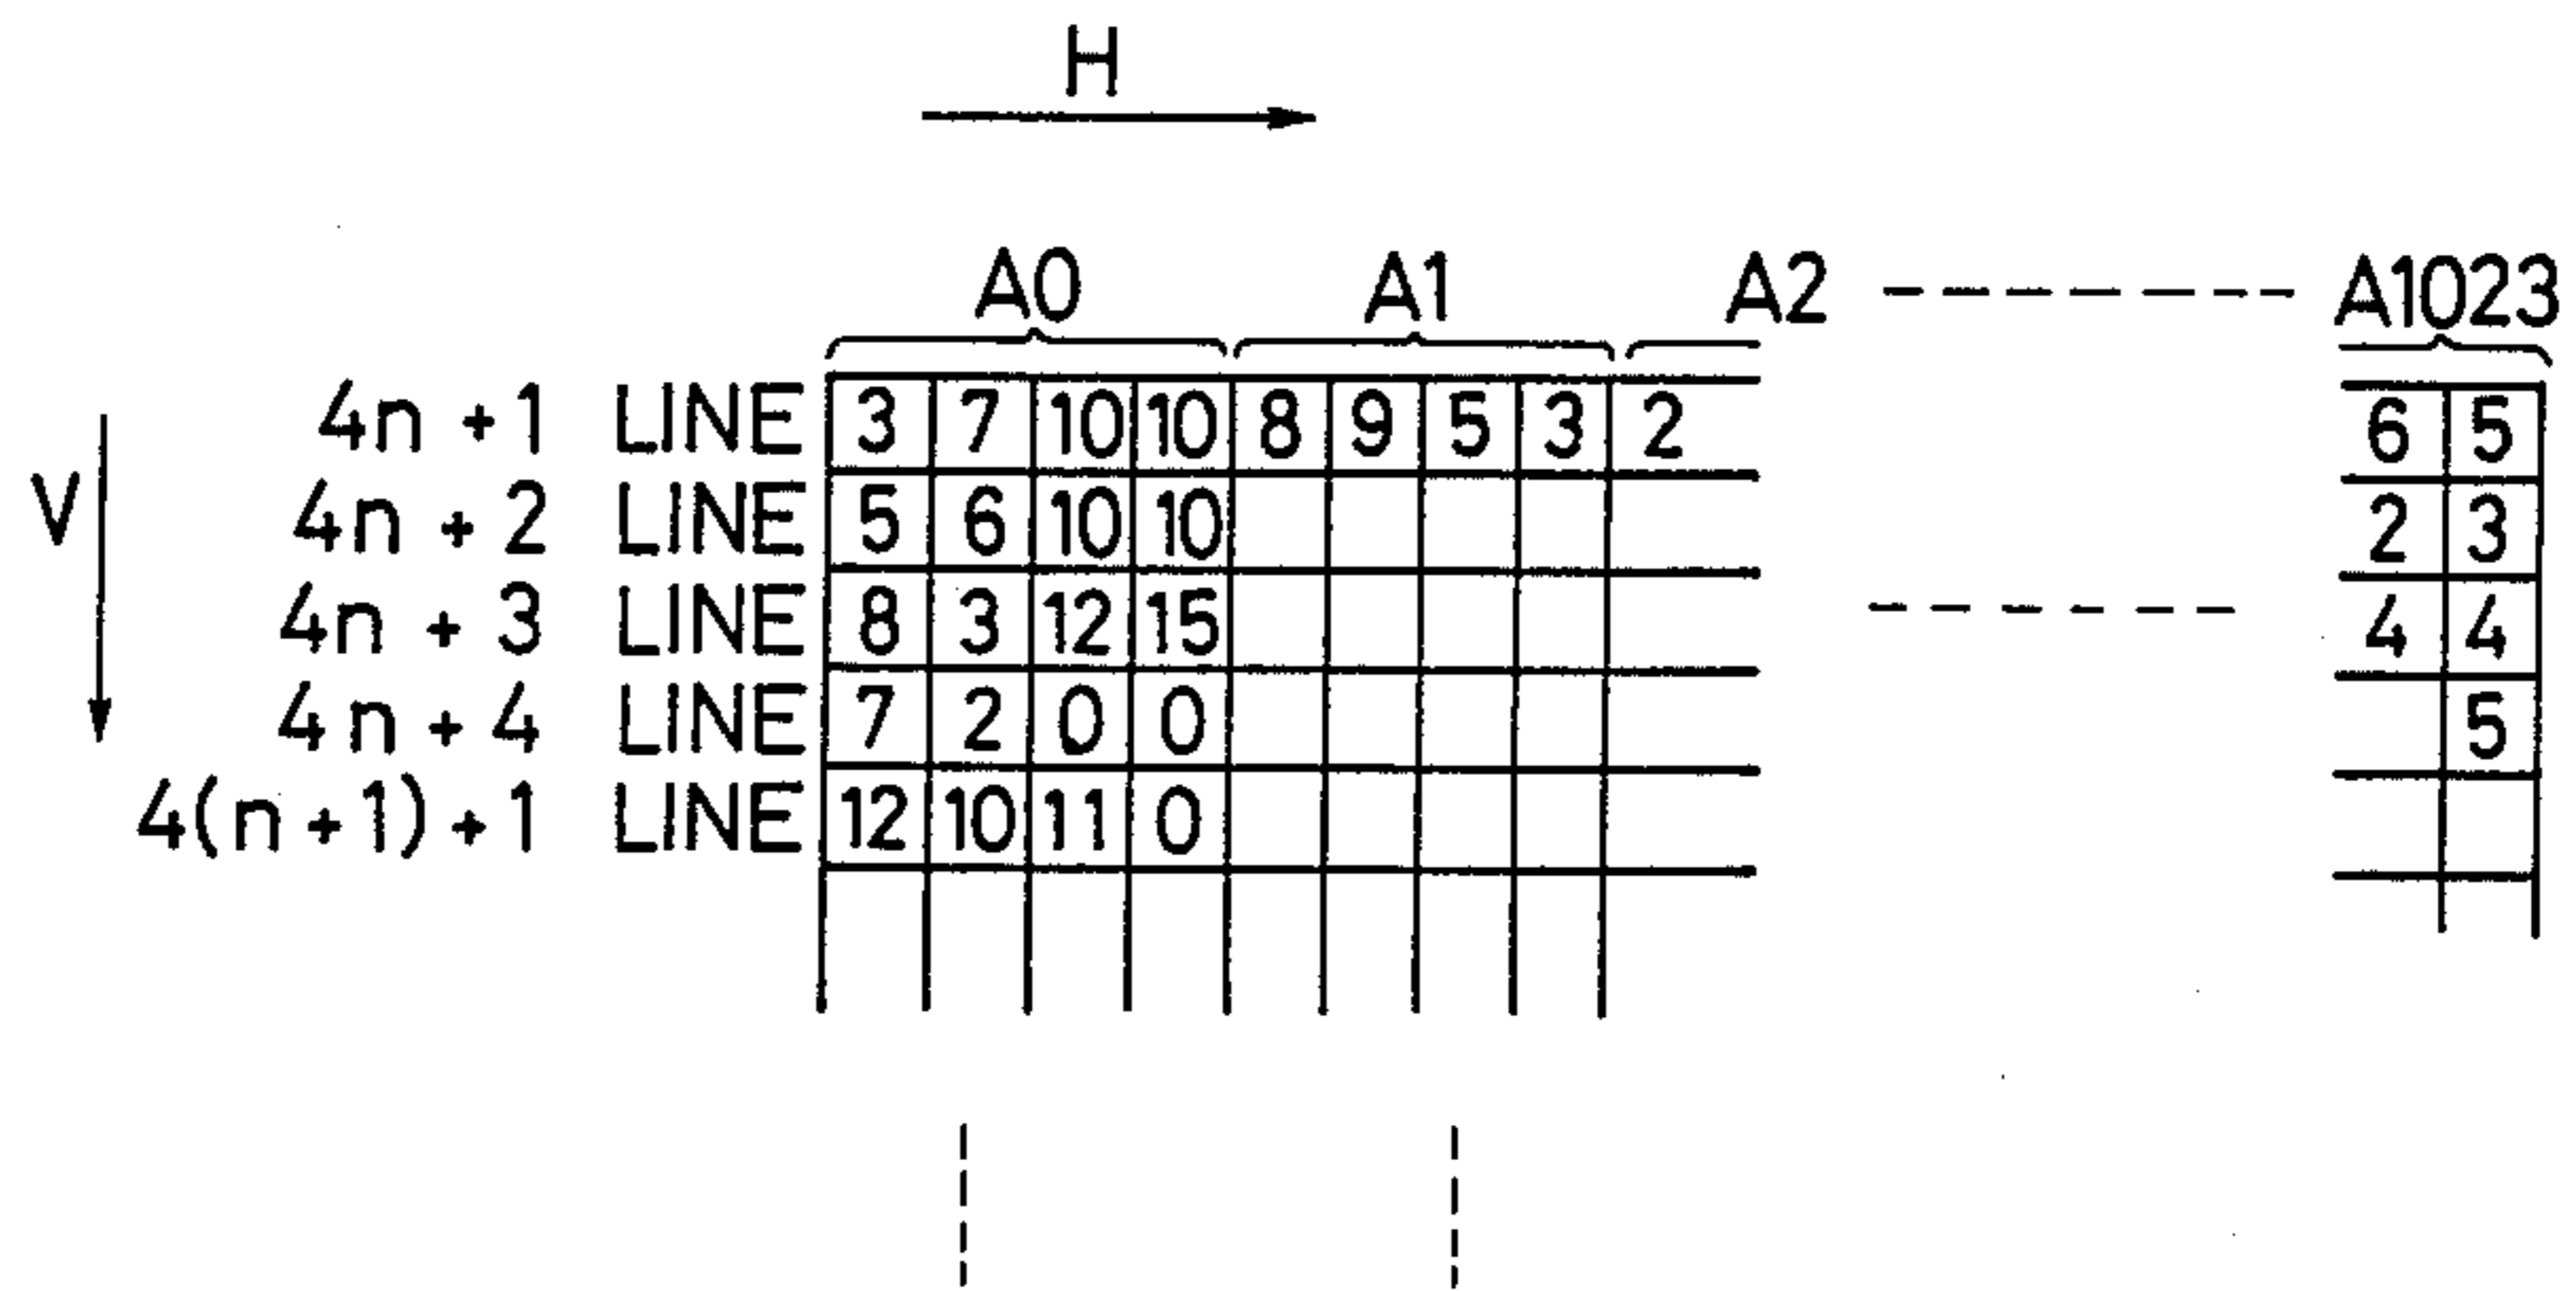 H
A0 A1 A2 A1023
4n + 1 LINE 3 7 10 10 8 9 5 3 2 6 5
V
4n + 2 LINE 5 6 10 10 2 3
4n + 3 LINE 8 3 12 15 4 4
4n + 4 LINE 7 2 0 0 5
4(n + 1) + 1 LINE 12 10 11 0